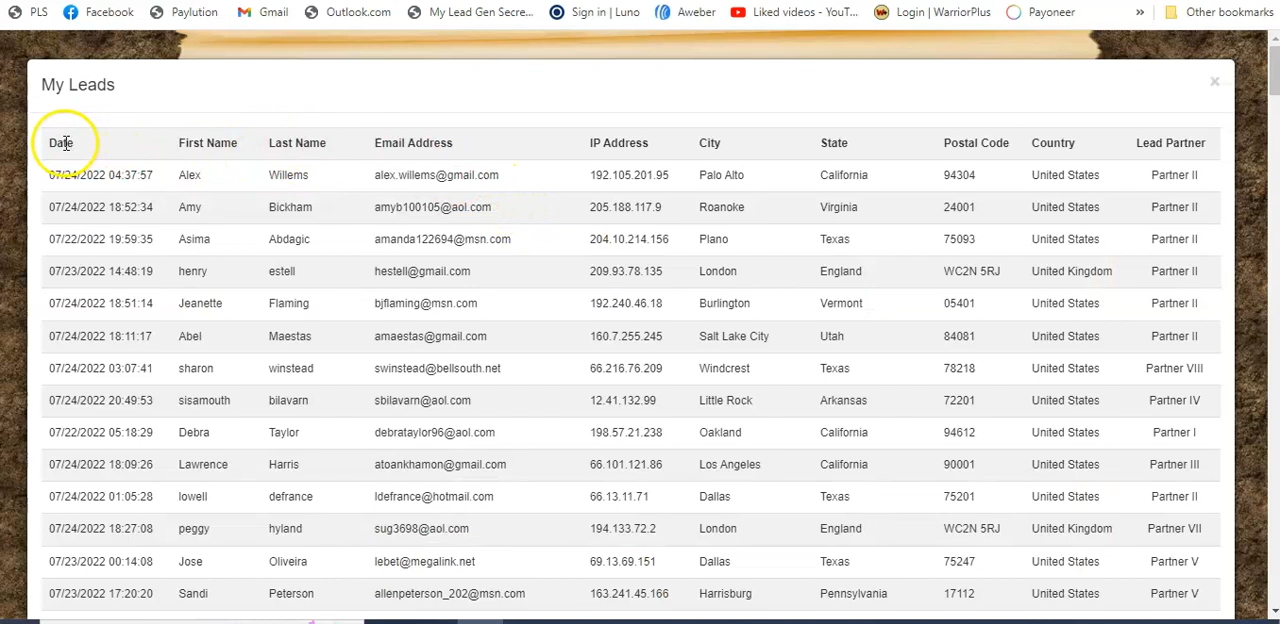 PLS Facebook Paylution Gmail Outlook.com My Lead Gen Secre... Sign in | Luno Aweber Liked videos - YouT... Login | WarriorPlus Payoneer » Other bookmarks
My Leads ×
Date First Name Last Name Email Address IP Address City State Postal Code Country Lead Partner
07/24/2022 04:37:57 Alex Willems alex.willems@gmail.com 192.105.201.95 Palo Alto California 94304 United States Partner II
07/24/2022 18:52:34 Amy Bickham amyb100105@aol.com 205.188.117.9 Roanoke Virginia 24001 United States Partner II
07/22/2022 19:59:35 Asima Abdagic amanda122694@msn.com 204.10.214.156 Plano Texas 75093 United States Partner II
07/23/2022 14:48:19 henry estell hestell@gmail.com 209.93.78.135 London England WC2N 5RJ United Kingdom Partner II
07/24/2022 18:51:14 Jeanette Flaming bjflaming@msn.com 192.240.46.18 Burlington Vermont 05401 United States Partner II
07/24/2022 18:11:17 Abel Maestas amaestas@gmail.com 160.7.255.245 Salt Lake City Utah 84081 United States Partner II
07/24/2022 03:07:41 sharon winstead swinstead@bellsouth.net 66.216.76.209 Windcrest Texas 78218 United States Partner VIII
07/24/2022 20:49:53 sisamouth bilavarn sbilavarn@aol.com 12.41.132.99 Little Rock Arkansas 72201 United States Partner IV
07/22/2022 05:18:29 Debra Taylor debrataylor96@aol.com 198.57.21.238 Oakland California 94612 United States Partner I
07/24/2022 18:09:26 Lawrence Harris atoankhamon@gmail.com 66.101.121.86 Los Angeles California 90001 United States Partner III
07/24/2022 01:05:28 lowell defrance ldefrance@hotmail.com 66.13.11.71 Dallas Texas 75201 United States Partner II
07/24/2022 18:27:08 peggy hyland sug3698@aol.com 194.133.72.2 London England WC2N 5RJ United Kingdom Partner VII
07/23/2022 00:14:08 Jose Oliveira lebet@megalink.net 69.13.69.151 Dallas Texas 75247 United States Partner V
07/23/2022 17:20:20 Sandi Peterson allenpeterson_202@msn.com 163.241.45.166 Harrisburg Pennsylvania 17112 United States Partner V